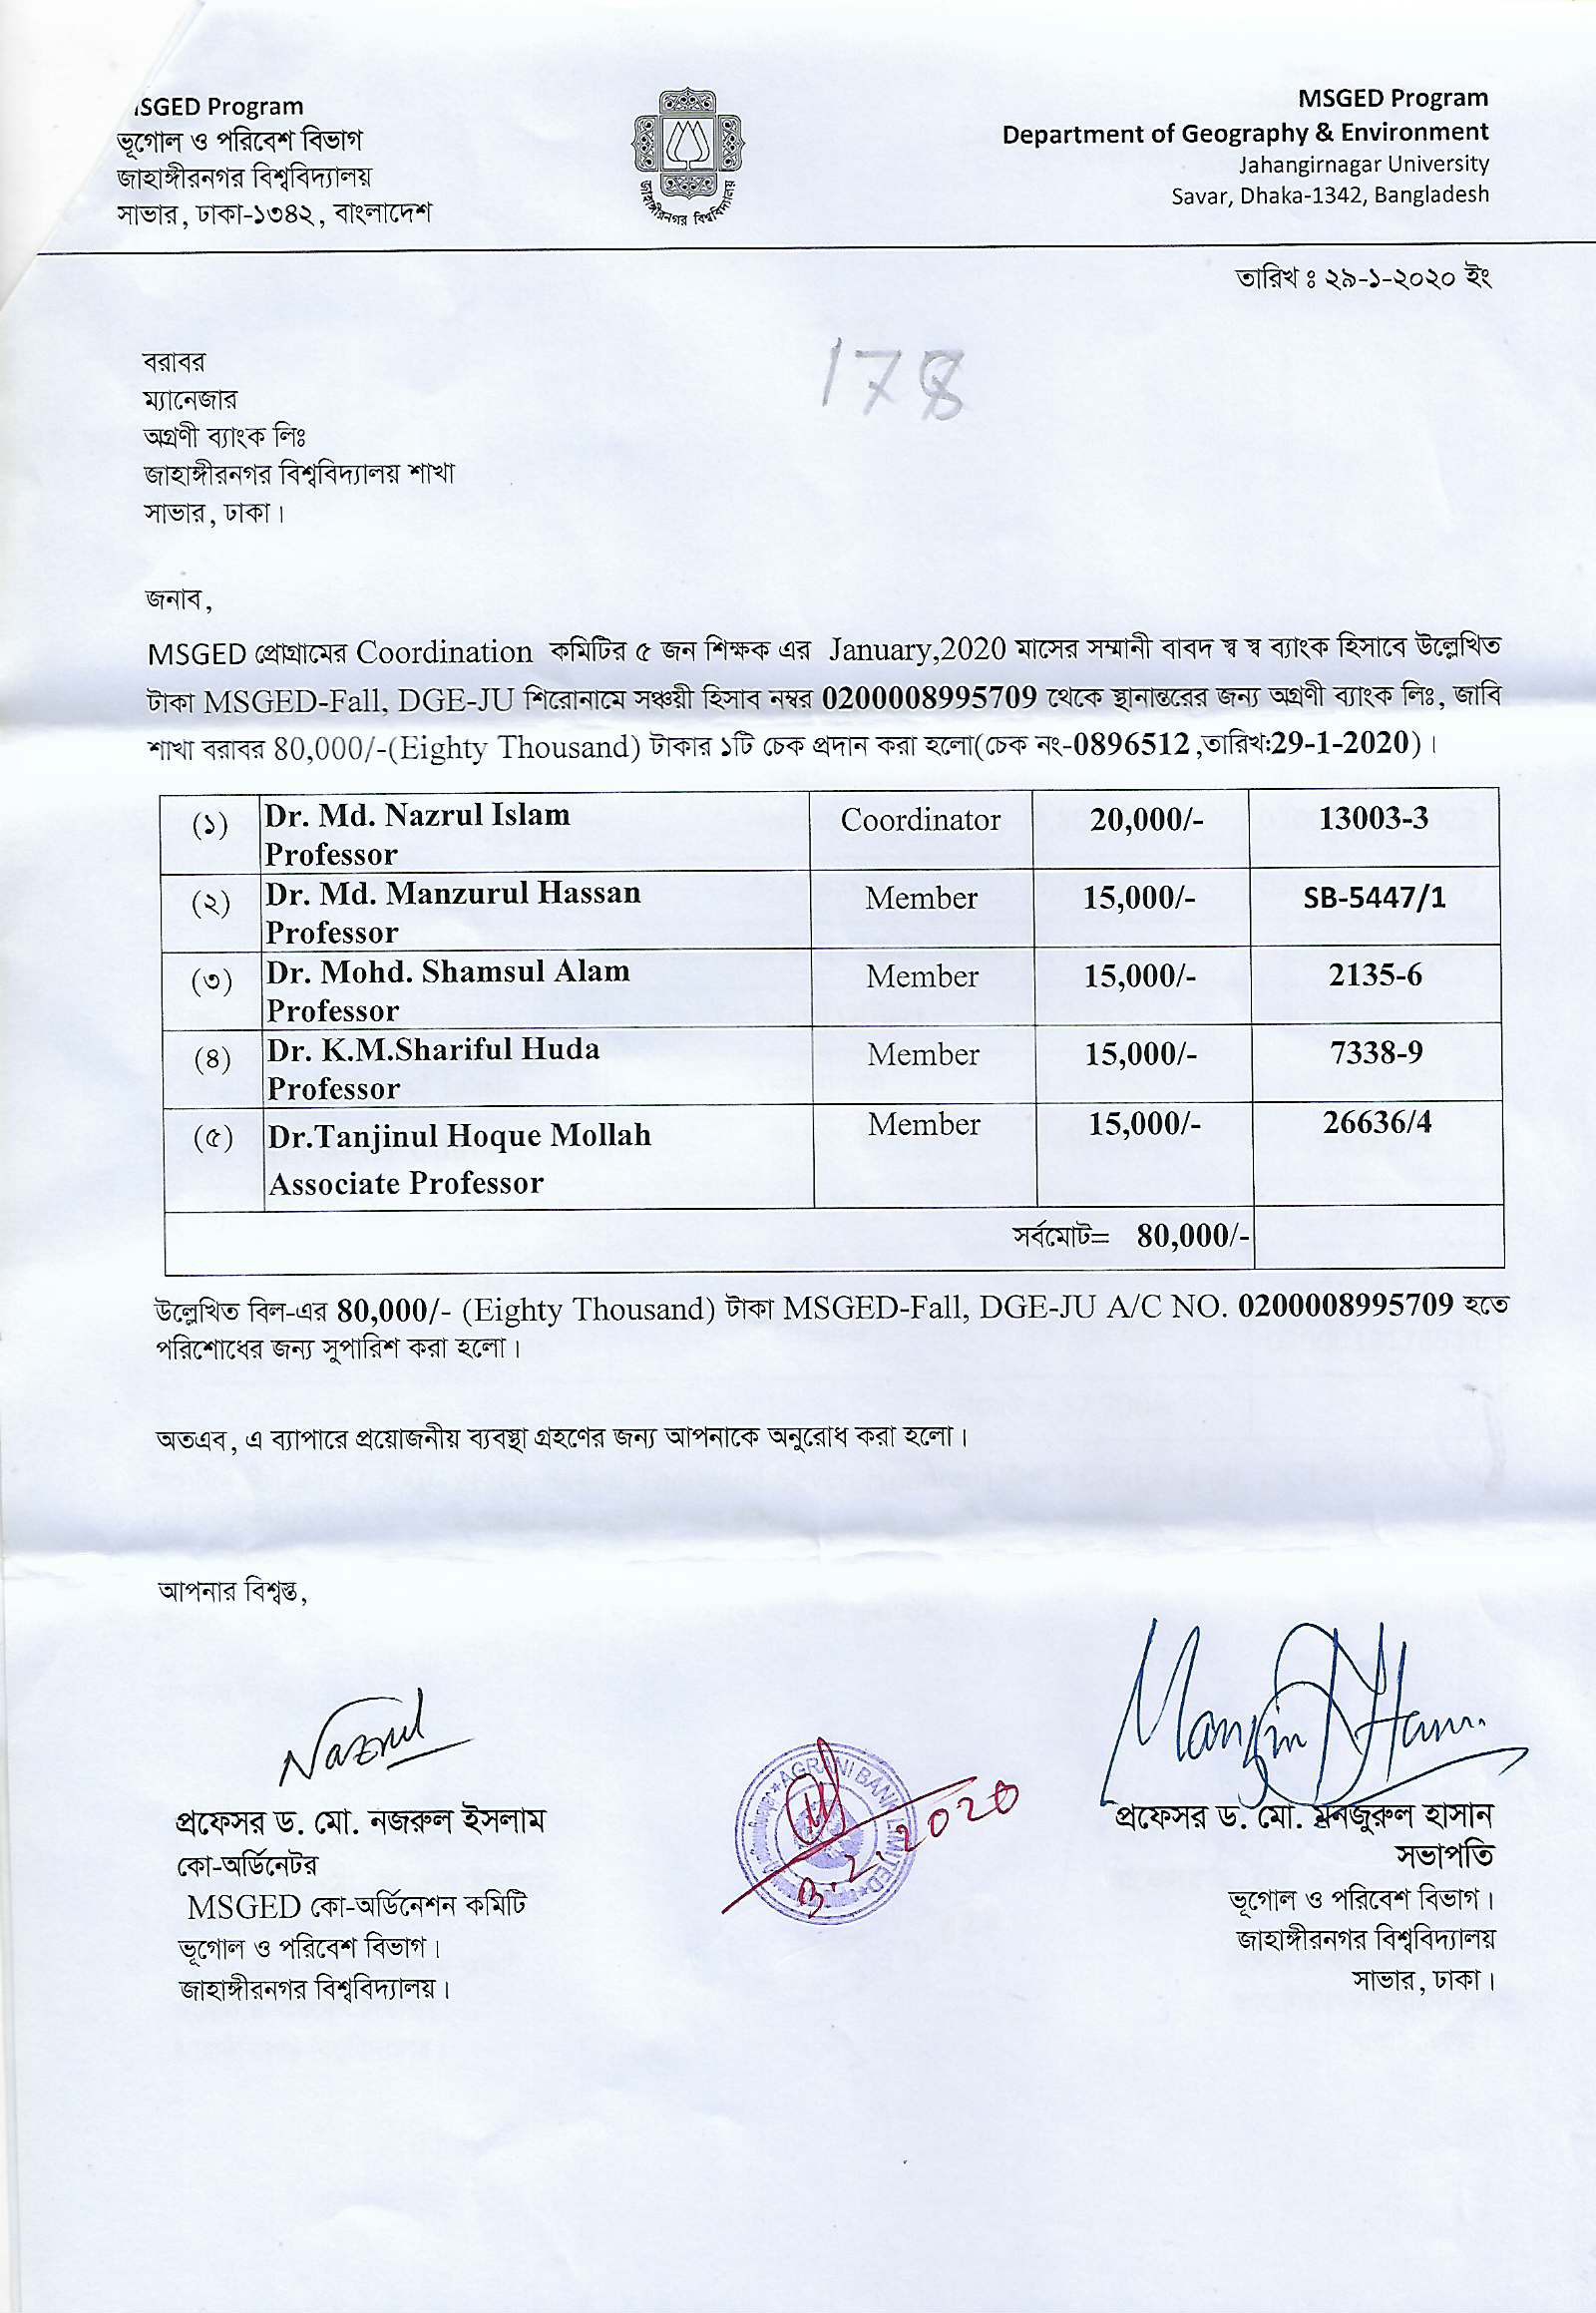 MSGED Program
ভূগোল ও পরিবেশ বিভাগ
জাহাঙ্গীরনগর বিশ্ববিদ্যালয়
সাভার, ঢাকা-১৩৪২, বাংলাদেশ
জাহাঙ্গীরনগর বিশ্ববিদ্যালয়
MSGED Program
Department of Geography & Environment
Jahangirnagar University
Savar, Dhaka-1342, Bangladesh
তারিখ ঃ ২৯-১-২০২০ ইং
178
বরাবর
ম্যানেজার
অগ্রণী ব্যাংক লিঃ
জাহাঙ্গীরনগর বিশ্ববিদ্যালয় শাখা
সাভার, ঢাকা।
জনাব,
MSGED প্রোগ্রামের Coordination কমিটির ৫ জন শিক্ষক এর January,2020 মাসের সম্মানী বাবদ স্ব স্ব ব্যাংক হিসাবে উল্লেখিত
টাকা MSGED-Fall, DGE-JU শিরোনামে সঞ্চয়ী হিসাব নম্বর 0200008995709 থেকে স্থানান্তরের জন্য অগ্রণী ব্যাংক লিঃ, জাবি
শাখা বরাবর 80,000/-(Eighty Thousand) টাকার ১টি চেক প্রদান করা হলো(চেক নং-0896512,তারিখঃ29-1-2020)।
(১) Dr. Md. Nazrul Islam Coordinator 20,000/- 13003-3
Professor
(২) Dr. Md. Manzurul Hassan Member 15,000/- SB-5447/1
Professor
(৩) Dr. Mohd. Shamsul Alam Member 15,000/- 2135-6
Professor
(৪) Dr. K.M.Shariful Huda Member 15,000/- 7338-9
Professor
(৫) Dr.Tanjinul Hoque Mollah Member 15,000/- 26636/4
Associate Professor
সর্বমোট= 80,000/-
উল্লেখিত বিল-এর 80,000/- (Eighty Thousand) টাকা MSGED-Fall, DGE-JU A/C NO. 0200008995709 হতে
পরিশোধের জন্য সুপারিশ করা হলো।
অতএব, এ ব্যাপারে প্রয়োজনীয় ব্যবস্থা গ্রহণের জন্য আপনাকে অনুরোধ করা হলো।
আপনার বিশ্বস্ত,
Nazrul
প্রফেসর ড. মো. নজরুল ইসলাম
কো-অর্ডিনেটর
MSGED কো-অর্ডিনেশন কমিটি
ভূগোল ও পরিবেশ বিভাগ।
জাহাঙ্গীরনগর বিশ্ববিদ্যালয়।
AGRANI BANK LIMITED
3.2.2020
প্রফেসর ড. মো. মনজুরুল হাসান
সভাপতি
ভূগোল ও পরিবেশ বিভাগ।
জাহাঙ্গীরনগর বিশ্ববিদ্যালয়
সাভার, ঢাকা।